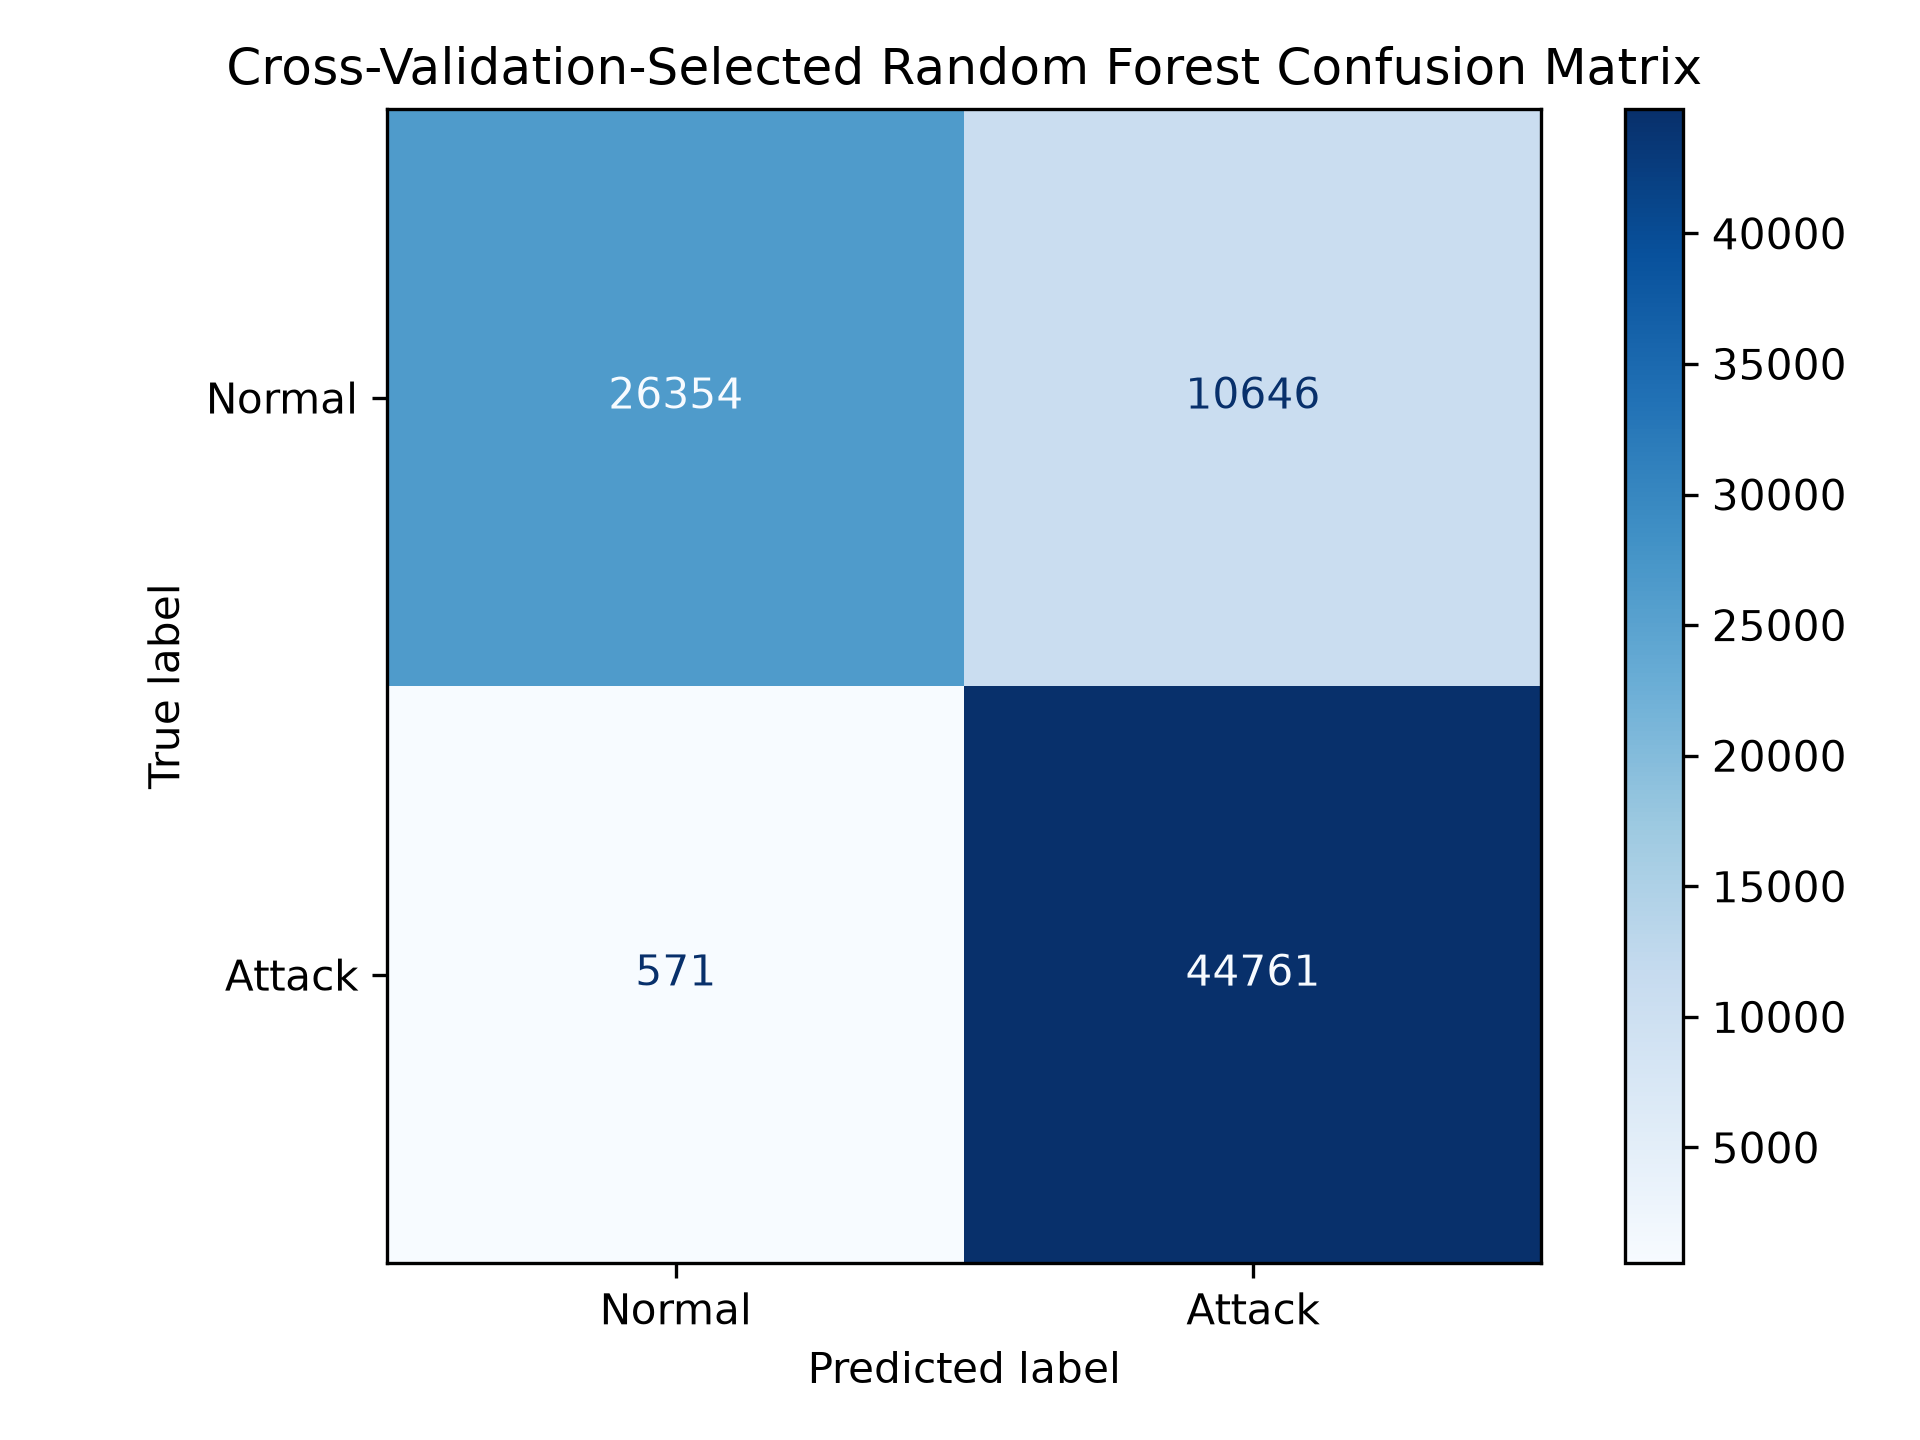 Cross-Validation-Selected Random Forest Confusion Matrix
True label
Normal
Attack
26354
10646
571
44761
Normal
Attack
Predicted label
40000
35000
30000
25000
20000
15000
10000
5000